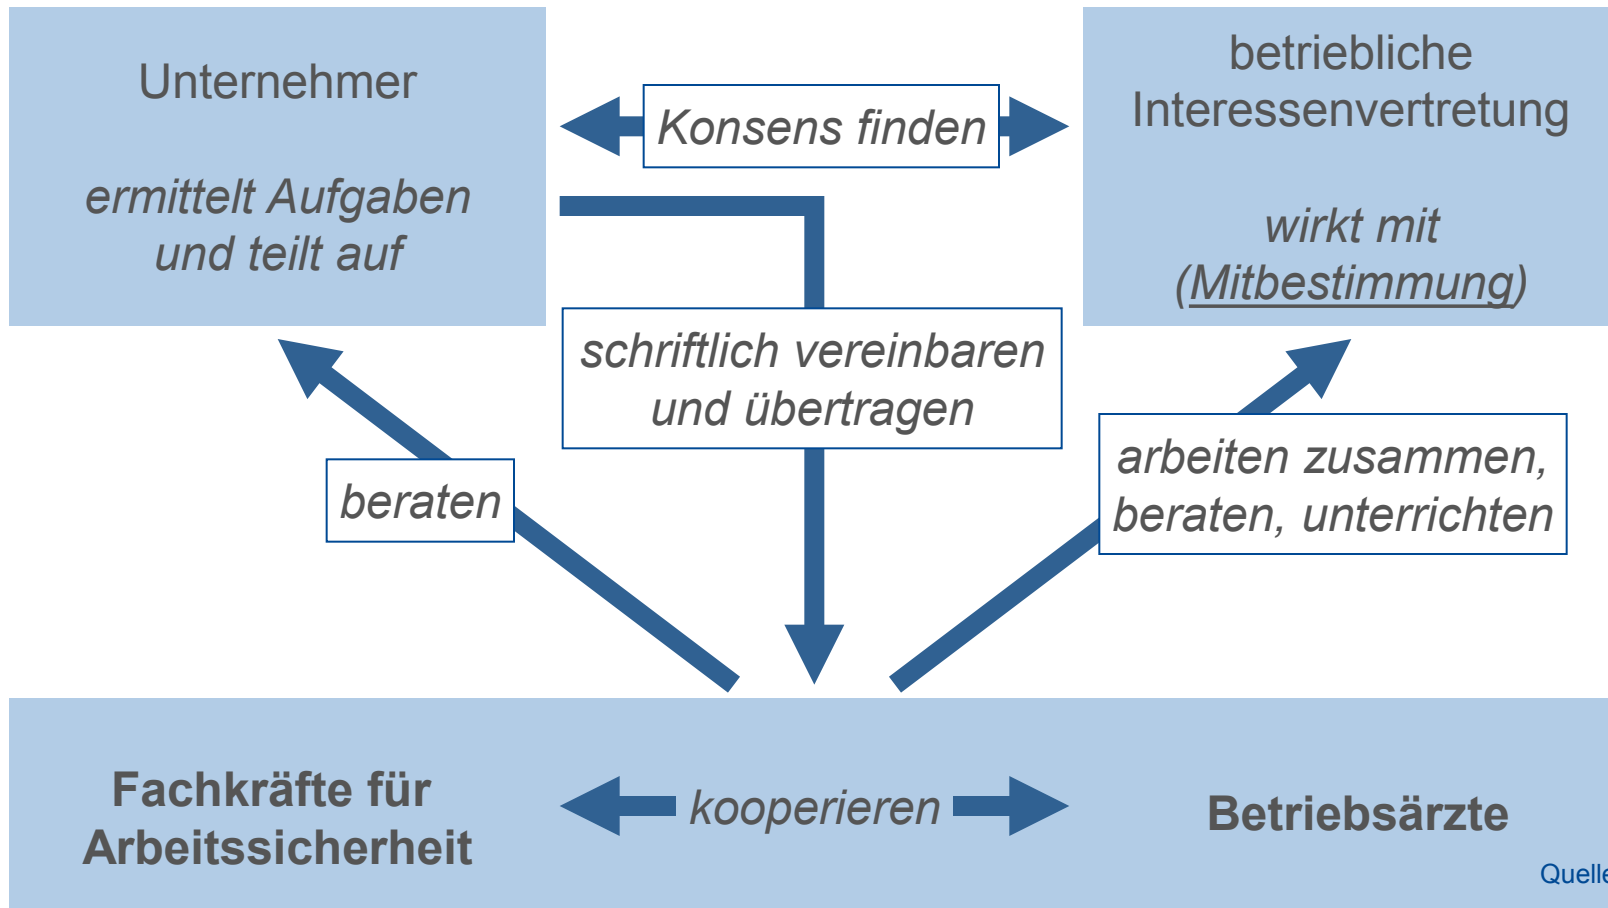 Unternehmer
ermittelt Aufgaben
und teilt auf
Konsens finden
betriebliche
Interessenvertretung
wirkt mit
(Mitbestimmung)
schriftlich vereinbaren
und übertragen
beraten
arbeiten zusammen,
beraten, unterrichten
Fachkräfte für
Arbeitssicherheit
kooperieren
Betriebsärzte
Quelle